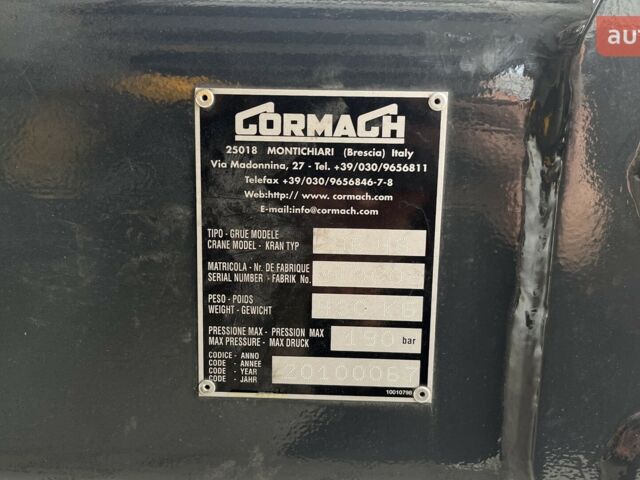 au
CORMACH
25018 MONTICHIARI (Brescia) Italy
Via Madonnina, 27 - Tel. +39/030/9656811
Telefax +39/030/9656846-7-8
Web:http// www. cormach.com
E-mail:info@cormach.com
TIPO - GRUE MODELE
CRANE MODEL - KRAN TYP
MATRICOLA - Nr. DE FABRIQUE
SERIAL NUMBER - FABRIK No.
PESO - POIDS
WEIGHT - GEWICHT
PRESSIONE MAX - PRESSION MAX
MAX PRESSURE - MAX DRUCK
190 bar
CODICE - ANNO
CODE - ANNEE
CODE - YEAR
CODE - JAHR
20100067
10010798